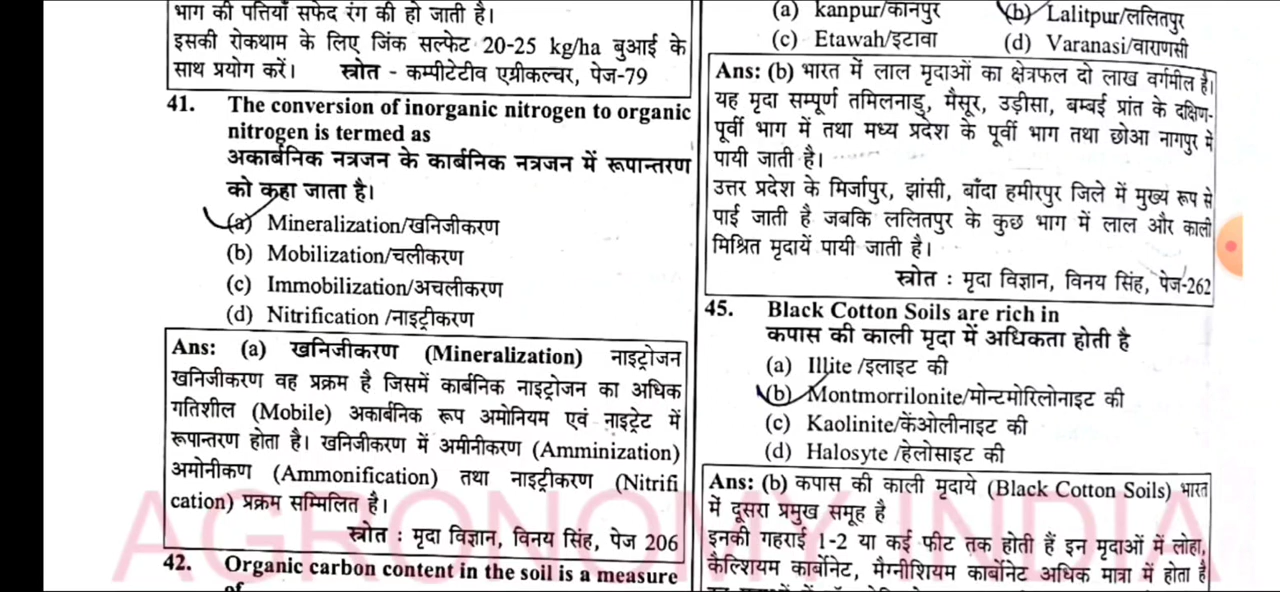 भाग की पत्तियाँ सफेद रंग की हो जाती है।
इसकी रोकथाम के लिए जिंक सल्फेट 20-25 kg/ha बुआई के
साथ प्रयोग करें। स्त्रोत - कम्पीटेटीव एग्रीकल्चर, पेज-79
41. The conversion of inorganic nitrogen to organic
nitrogen is termed as
अकार्बनिक नत्रजन के कार्बनिक नत्रजन में रूपान्तरण
को कहा जाता है।
(a) Mineralization/खनिजीकरण
(b) Mobilization/चलीकरण
(c) Immobilization/अचलीकरण
(d) Nitrification /नाइट्रीकरण
Ans: (a) खनिजीकरण (Mineralization) नाइट्रोजन
खनिजीकरण वह प्रक्रम है जिसमें कार्बनिक नाइट्रोजन का अधिक
गतिशील (Mobile) अकार्बनिक रूप अमोनियम एवं नाइट्रेट में
रूपान्तरण होता है। खनिजीकरण में अमीनीकरण (Amminization)
अमोनीकण (Ammonification) तथा नाइट्रीकरण (Nitrifi
cation) प्रक्रम सम्मिलित है।
स्त्रोत : मृदा विज्ञान, विनय सिंह, पेज 206
42. Organic carbon content in the soil is a measure
of
(a) kanpur/कानपुर (b) Lalitpur/ललितपुर
(c) Etawah/इटावा (d) Varanasi/वाराणसी
Ans: (b) भारत में लाल मृदाओं का क्षेत्रफल दो लाख वर्गमील है।
यह मृदा सम्पूर्ण तमिलनाडु, मैसूर, उड़ीसा, बम्बई प्रांत के दक्षिण-
पूर्वी भाग में तथा मध्य प्रदेश के पूर्वी भाग तथा छोआ नागपुर में
पायी जाती है।
उत्तर प्रदेश के मिर्जापुर, झांसी, बाँदा हमीरपुर जिले में मुख्य रूप से
पाई जाती है जबकि ललितपुर के कुछ भाग में लाल और काली
मिश्रित मृदायें पायी जाती है।
स्त्रोत : मृदा विज्ञान, विनय सिंह, पेज-262
45. Black Cotton Soils are rich in
कपास की काली मृदा में अधिकता होती है
(a) Illite /इलाइट की
(b) Montmorrilonite/मोन्टमोरिलोनाइट की
(c) Kaolinite/केंओलीनाइट की
(d) Halosyte /हेलोसाइट की
Ans: (b) कपास की काली मृदाये (Black Cotton Soils) भारत
में दूसरा प्रमुख समूह है
इनकी गहराई 1-2 या कई फीट तक होती हैं इन मृदाओं में लोहा,
कैल्शियम कार्बोनेट, मैग्नीशियम कार्बोनेट अधिक मात्रा में होता है
AGRONOMY INDIA